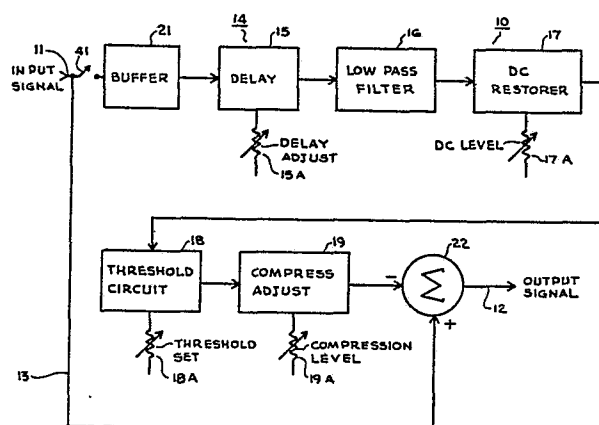 11
41
INPUT
SIGNAL
21
BUFFER
14
15
DELAY
DELAY
ADJUST
15A
16
LOW PASS
FILTER
10
17
DC
RESTORER
DC LEVEL
17A
18
THRESHOLD
CIRCUIT
THRESHOLD
SET
18A
19
COMPRESS
ADJUST
COMPRESSION
LEVEL
19A
-
22
Σ
+
OUTPUT
SIGNAL
12
13